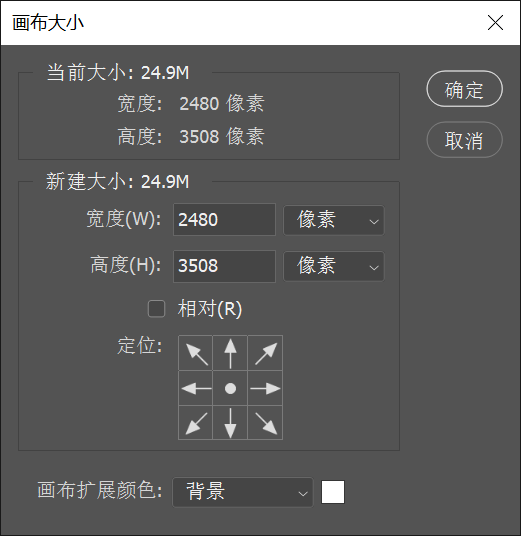 画布大小
当前大小: 24.9M
宽度: 2480 像素
高度: 3508 像素
确定
取消
新建大小: 24.9M
宽度(W): 2480 像素
高度(H): 3508 像素
相对(R)
定位:
画布扩展颜色: 背景